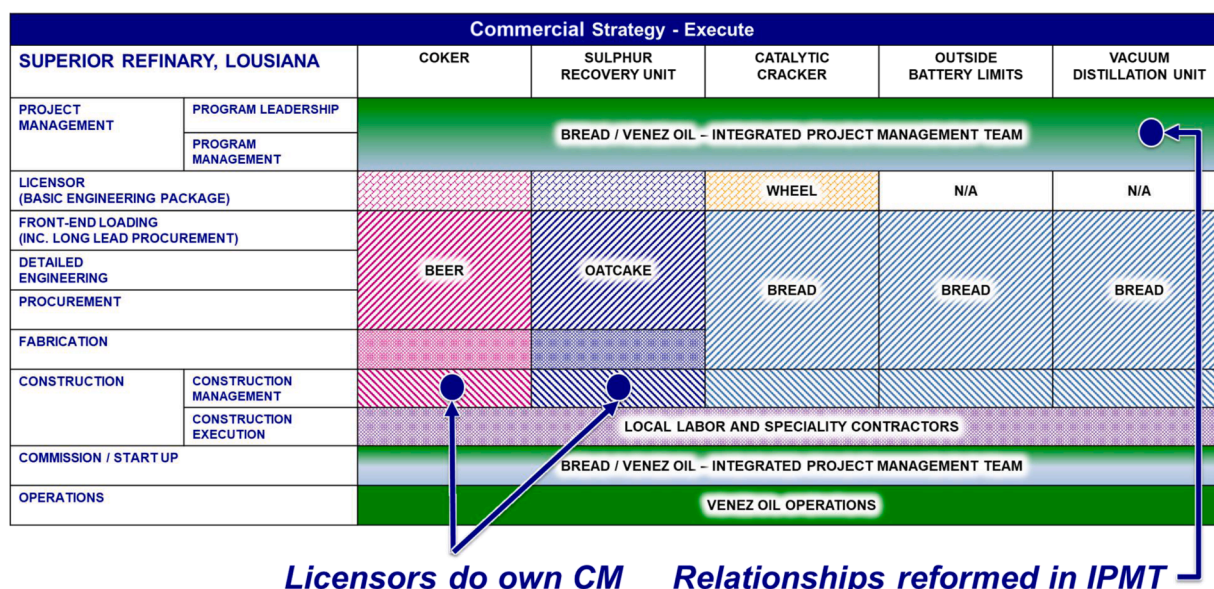 Commercial Strategy - Execute
SUPERIOR REFINARY, LOUSIANA
COKER
SULPHUR
RECOVERY UNIT
CATALYTIC
CRACKER
OUTSIDE
BATTERY LIMITS
VACUUM
DISTILLATION UNIT
PROJECT
MANAGEMENT
PROGRAM LEADERSHIP
PROGRAM
MANAGEMENT
BREAD / VENEZ OIL – INTEGRATED PROJECT MANAGEMENT TEAM
LICENSOR
(BASIC ENGINEERING PACKAGE)
WHEEL
N/A
N/A
FRONT-END LOADING
(INC. LONG LEAD PROCUREMENT)
DETAILED
ENGINEERING
PROCUREMENT
BEER
OATCAKE
BREAD
BREAD
BREAD
FABRICATION
CONSTRUCTION
CONSTRUCTION
MANAGEMENT
CONSTRUCTION
EXECUTION
LOCAL LABOR AND SPECIALITY CONTRACTORS
COMMISSION / START UP
BREAD / VENEZ OIL – INTEGRATED PROJECT MANAGEMENT TEAM
OPERATIONS
VENEZ OIL OPERATIONS
Licensors do own CM
Relationships reformed in IPMT